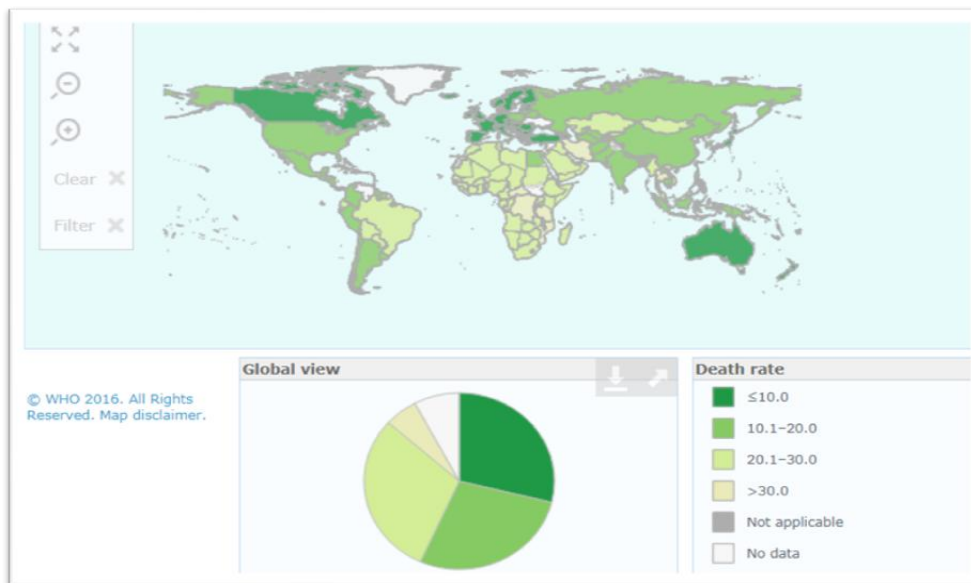 Clear
Filter
© WHO 2016. All Rights
Reserved. Map disclaimer.
Global view
Death rate
≤10.0
10.1–20.0
20.1–30.0
>30.0
Not applicable
No data